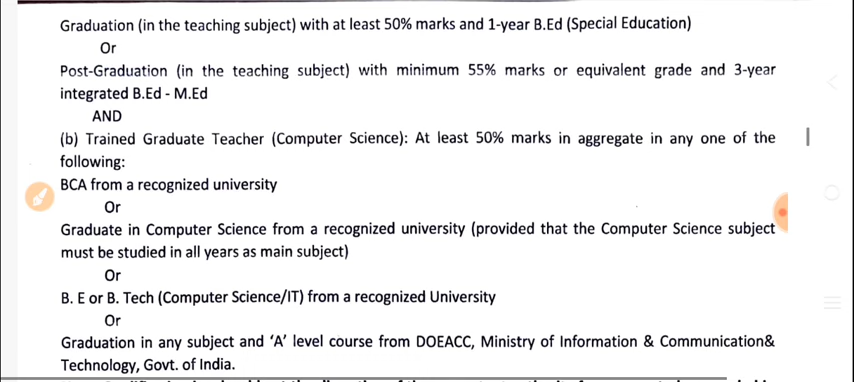 Graduation (in the teaching subject) with at least 50% marks and 1-year B.Ed (Special Education)
Or
Post-Graduation (in the teaching subject) with minimum 55% marks or equivalent grade and 3-year
integrated B.Ed - M.Ed
AND
(b) Trained Graduate Teacher (Computer Science): At least 50% marks in aggregate in any one of the
following:
BCA from a recognized university
Or
Graduate in Computer Science from a recognized university (provided that the Computer Science subject
must be studied in all years as main subject)
Or
B. E or B. Tech (Computer Science/IT) from a recognized University
Or
Graduation in any subject and ‘A’ level course from DOEACC, Ministry of Information & Communication&
Technology, Govt. of India.